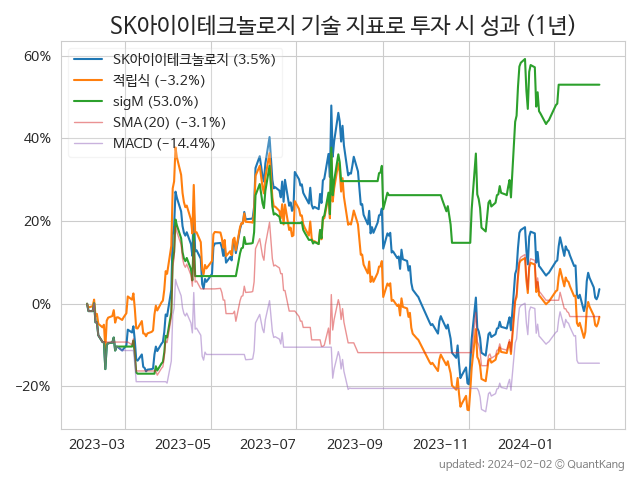 SK아이이테크놀로지 기술 지표로 투자 시 성과 (1년)
SK아이이테크놀로지 (3.5%)
적립식 (−3.2%)
sigM (53.0%)
SMA(20) (−3.1%)
MACD (−14.4%)
60%
40%
20%
0%
−20%
2023−03 2023−05 2023−07 2023−09 2023−11 2024−01
updated: 2024−02−02 © QuantKang